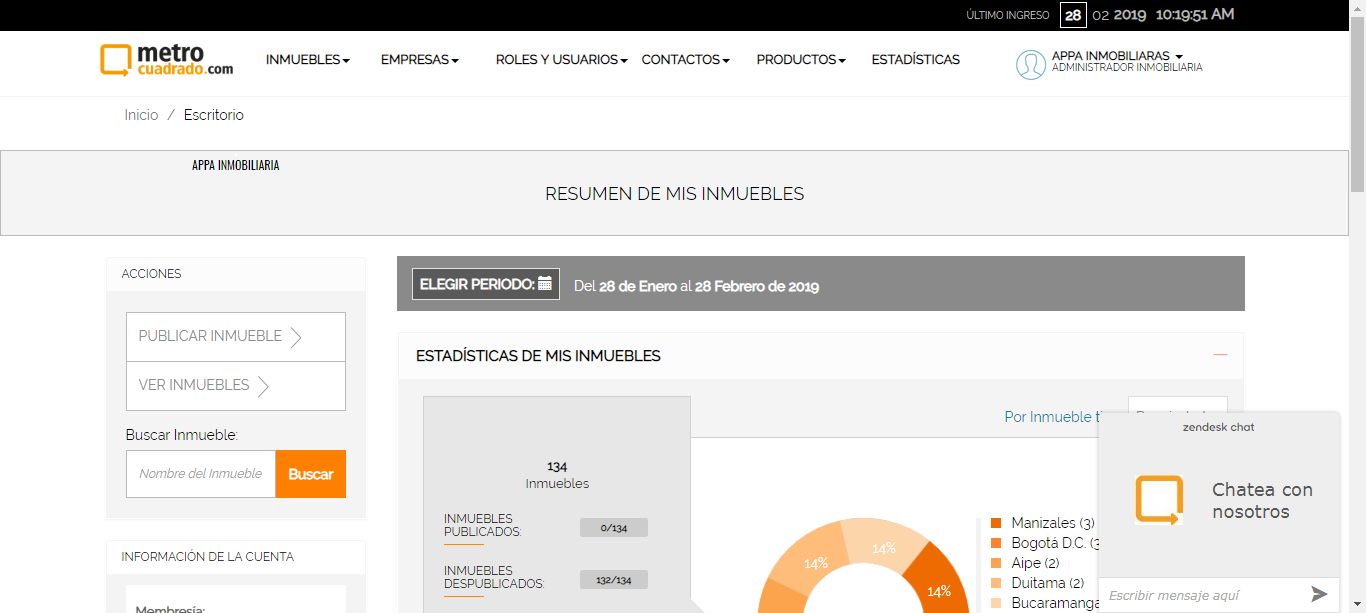 ÚLTIMO INGRESO 28 02 2019 10:19:51 AM
metro
cuadrado.com
INMUEBLES EMPRESAS ROLES Y USUARIOS CONTACTOS PRODUCTOS ESTADÍSTICAS
APPA INMOBILIARAS
ADMINISTRADOR INMOBILIARIA
Inicio / Escritorio
APPA INMOBILIARIA
RESUMEN DE MIS INMUEBLES
ACCIONES
PUBLICAR INMUEBLE
VER INMUEBLES
Buscar Inmueble:
Nombre del Inmueble Buscar
INFORMACIÓN DE LA CUENTA
Membresía:
ELEGIR PERIODO: Del 28 de Enero al 28 Febrero de 2019
ESTADÍSTICAS DE MIS INMUEBLES
Por Inmueble
134
Inmuebles
INMUEBLES
PUBLICADOS:
0/134
INMUEBLES
DESPUBLICADOS:
132/134
14%
14%
14%
Manizales (3)
Bogotá D.C. (3
Aipe (2)
Duitama (2)
Bucaramanga
zendesk chat
Chatea con
nosotros
Escribir mensaje aquí